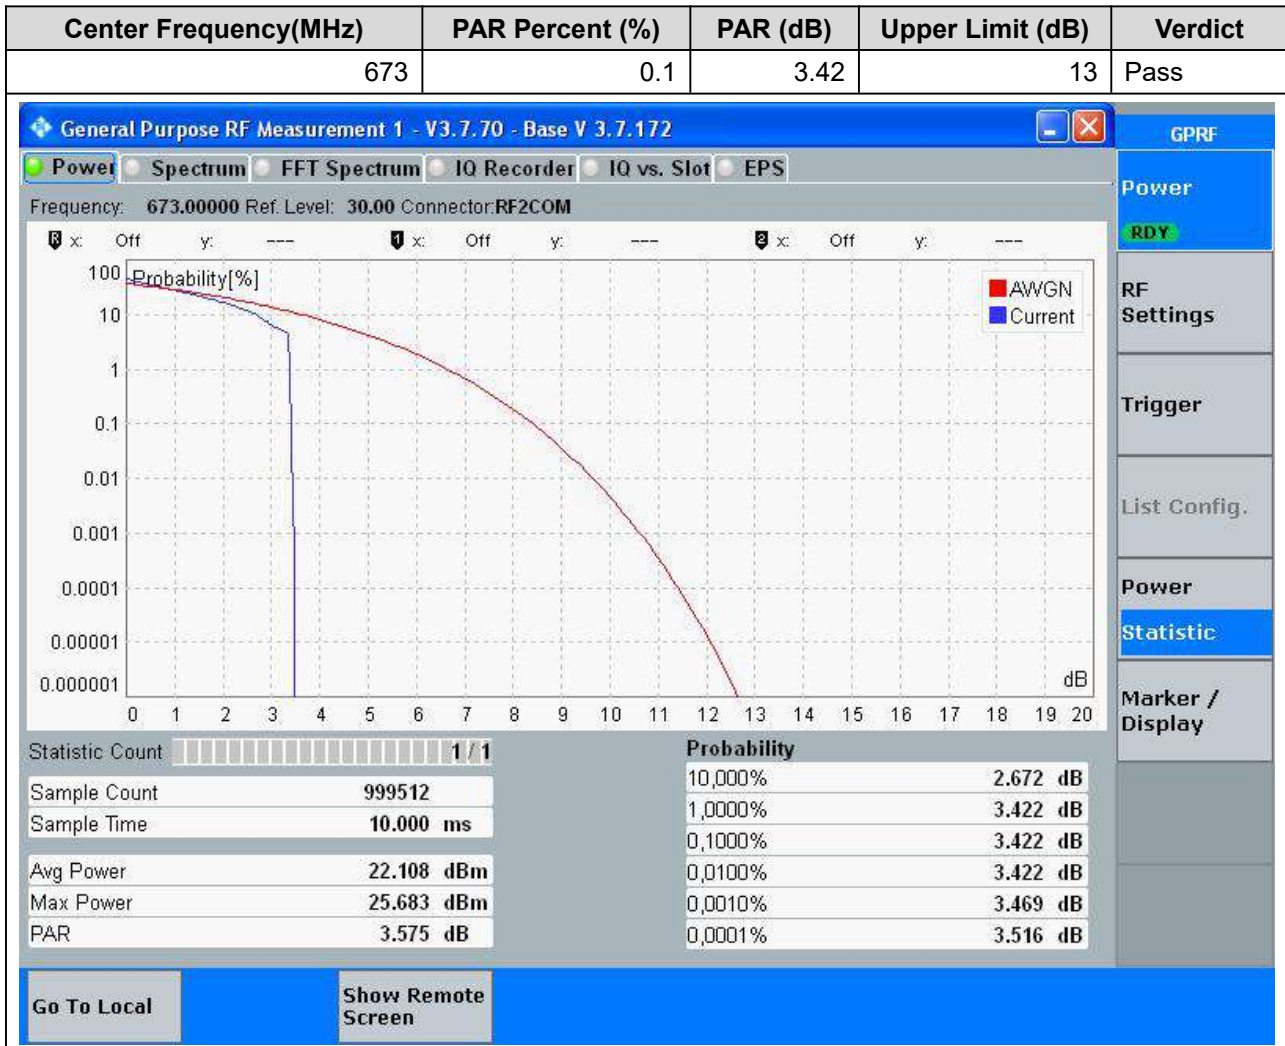 Center Frequency(MHz) PAR Percent (%) PAR (dB) Upper Limit (dB) Verdict
673 0.1 3.42 13 Pass
General Purpose RF Measurement 1 - V3.7.70 - Base V 3.7.172
GPRF
Power Spectrum FFT Spectrum IQ Recorder IQ vs. Slot EPS
Power
RDY
Frequency: 673.00000 Ref. Level: 30.00 Connector:RF2COM
R x: Off y: --- 1 x: Off y: --- 2 x: Off y: ---
Probability[%]
AWGN
Current
100
10
1
0.1
0.01
0.001
0.0001
0.00001
0.000001
dB
0 1 2 3 4 5 6 7 8 9 10 11 12 13 14 15 16 17 18 19 20
RF
Settings
Trigger
List Config.
Power
Statistic
Marker /
Display
Statistic Count 1 / 1
Sample Count 999512
Sample Time 10.000 ms
Avg Power 22.108 dBm
Max Power 25.683 dBm
PAR 3.575 dB
Probability
10,000% 2.672 dB
1,0000% 3.422 dB
0,1000% 3.422 dB
0,0100% 3.422 dB
0,0010% 3.469 dB
0,0001% 3.516 dB
Go To Local
Show Remote
Screen